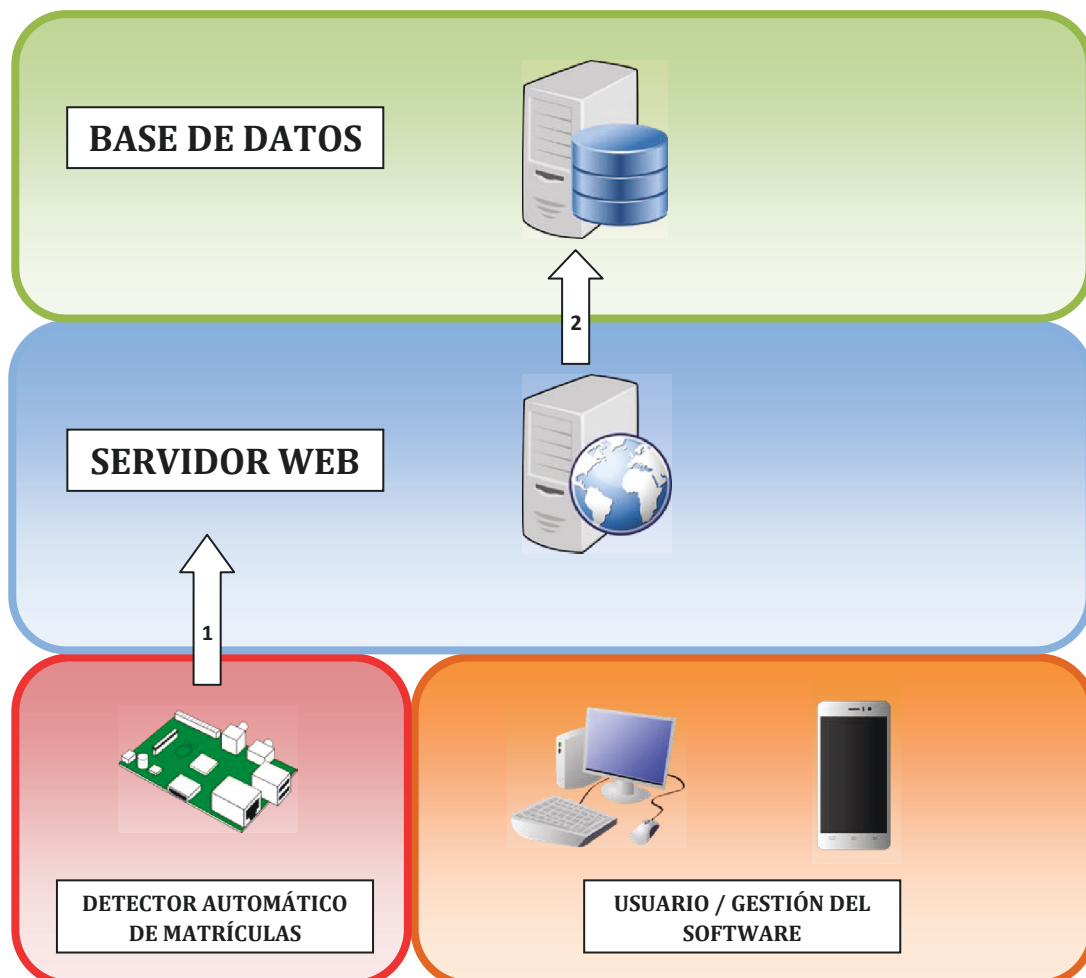 BASE DE DATOS
2
SERVIDOR WEB
1
DETECTOR AUTOMÁTICO
DE MATRÍCULAS
USUARIO / GESTIÓN DEL
SOFTWARE